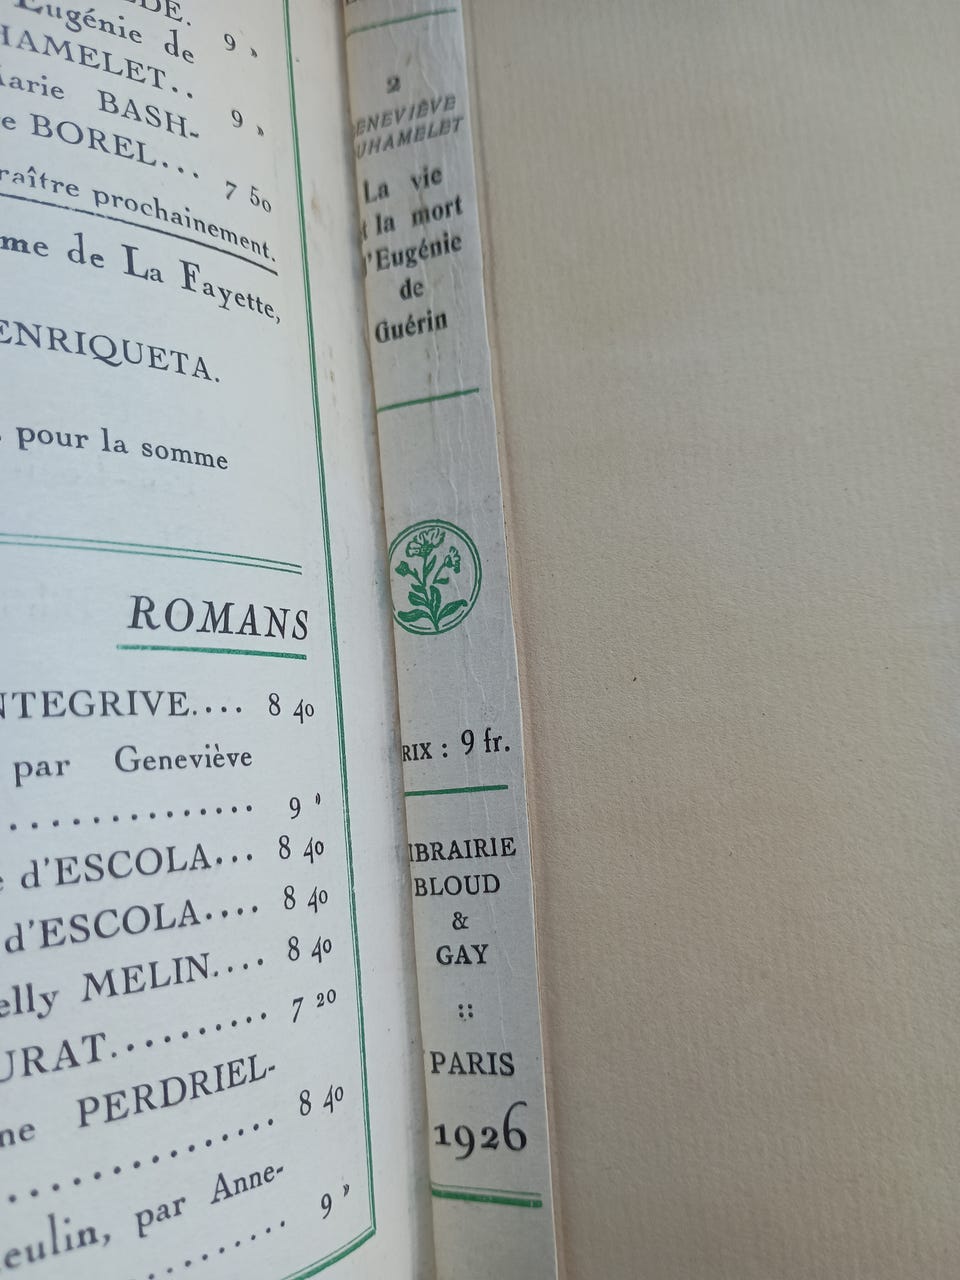 Eugénie de
HAMELET.. 9 »
Marie BASH-
e BOREL... 9 »
7 50
raître prochainement.
me de La Fayette,
ENRIQUETA.
pour la somme
ROMANS
NTEGRIVE.... 8 40
par Geneviève
............... 9 »
e d'ESCOLA... 8 40
d'ESCOLA.... 8 40
elly MELIN.... 8 40
URAT.......... 7 20
ne PERDRIEL-
................ 8 40
eulin, par Anne-
......... 9 »
2
ENEVIÈVE
UHAMELET
La vie
t la mort
d'Eugénie
de
Guérin
RIX : 9 fr.
IBRAIRIE
BLOUD
&
GAY
::
PARIS
1926